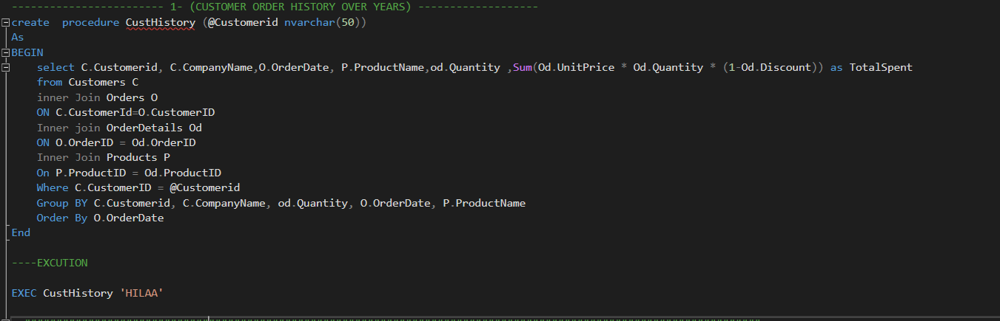 ------------------------ 1- (CUSTOMER ORDER HISTORY OVER YEARS) -------------------
create  procedure CustHistory (@Customerid nvarchar(50))
As
BEGIN
    select C.Customerid, C.CompanyName,O.OrderDate, P.ProductName,od.Quantity ,Sum(Od.UnitPrice * Od.Quantity * (1-Od.Discount)) as TotalSpent
    from Customers C
    inner Join Orders O
    ON C.CustomerId=O.CustomerID
    Inner join OrderDetails Od
    ON O.OrderID = Od.OrderID
    Inner Join Products P
    On P.ProductID = Od.ProductID
    Where C.CustomerID = @Customerid
    Group BY C.Customerid, C.CompanyName, od.Quantity, O.OrderDate, P.ProductName
    Order By O.OrderDate
End
----EXCUTION
EXEC CustHistory 'HILAA'